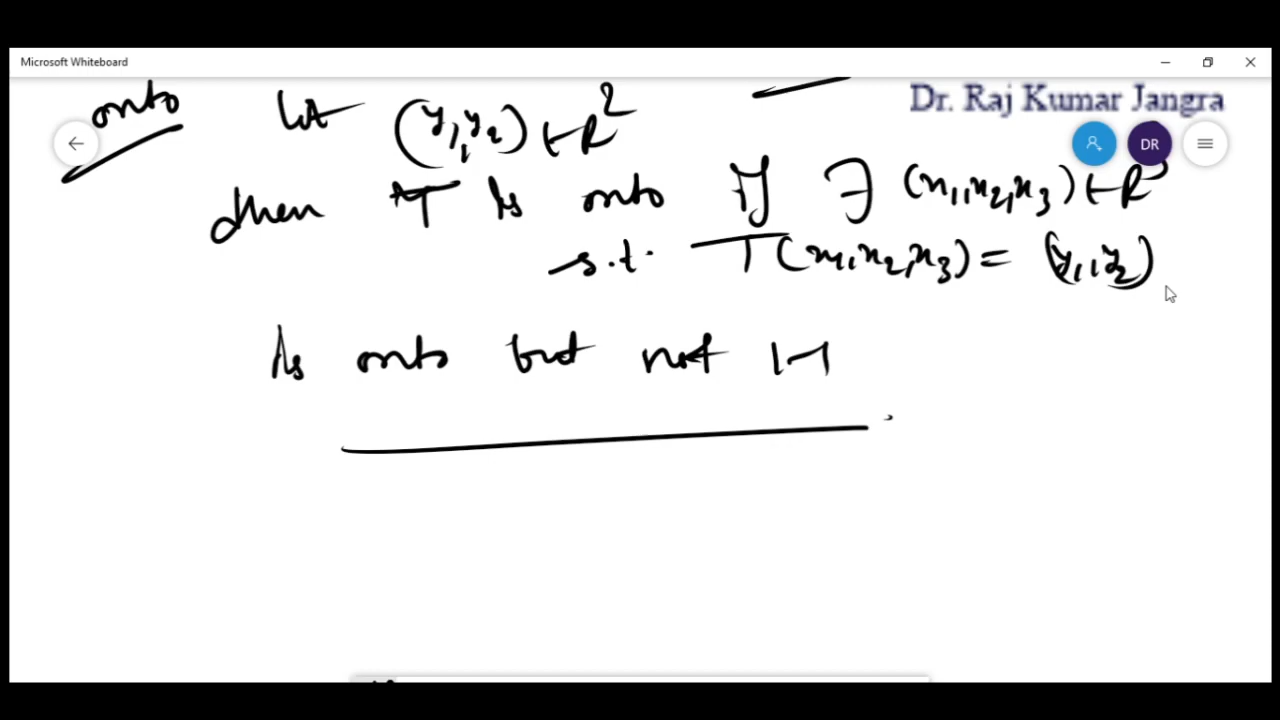 Microsoft Whiteboard
Dr. Raj Kumar Jangra
DR
onto let (y1, y2) ∈ R²
then T is onto if ∃ (x1, x2, x3) ∈ R³
s.t. T(x1, x2, x3) = (y1, y2)
is onto but not 1-1